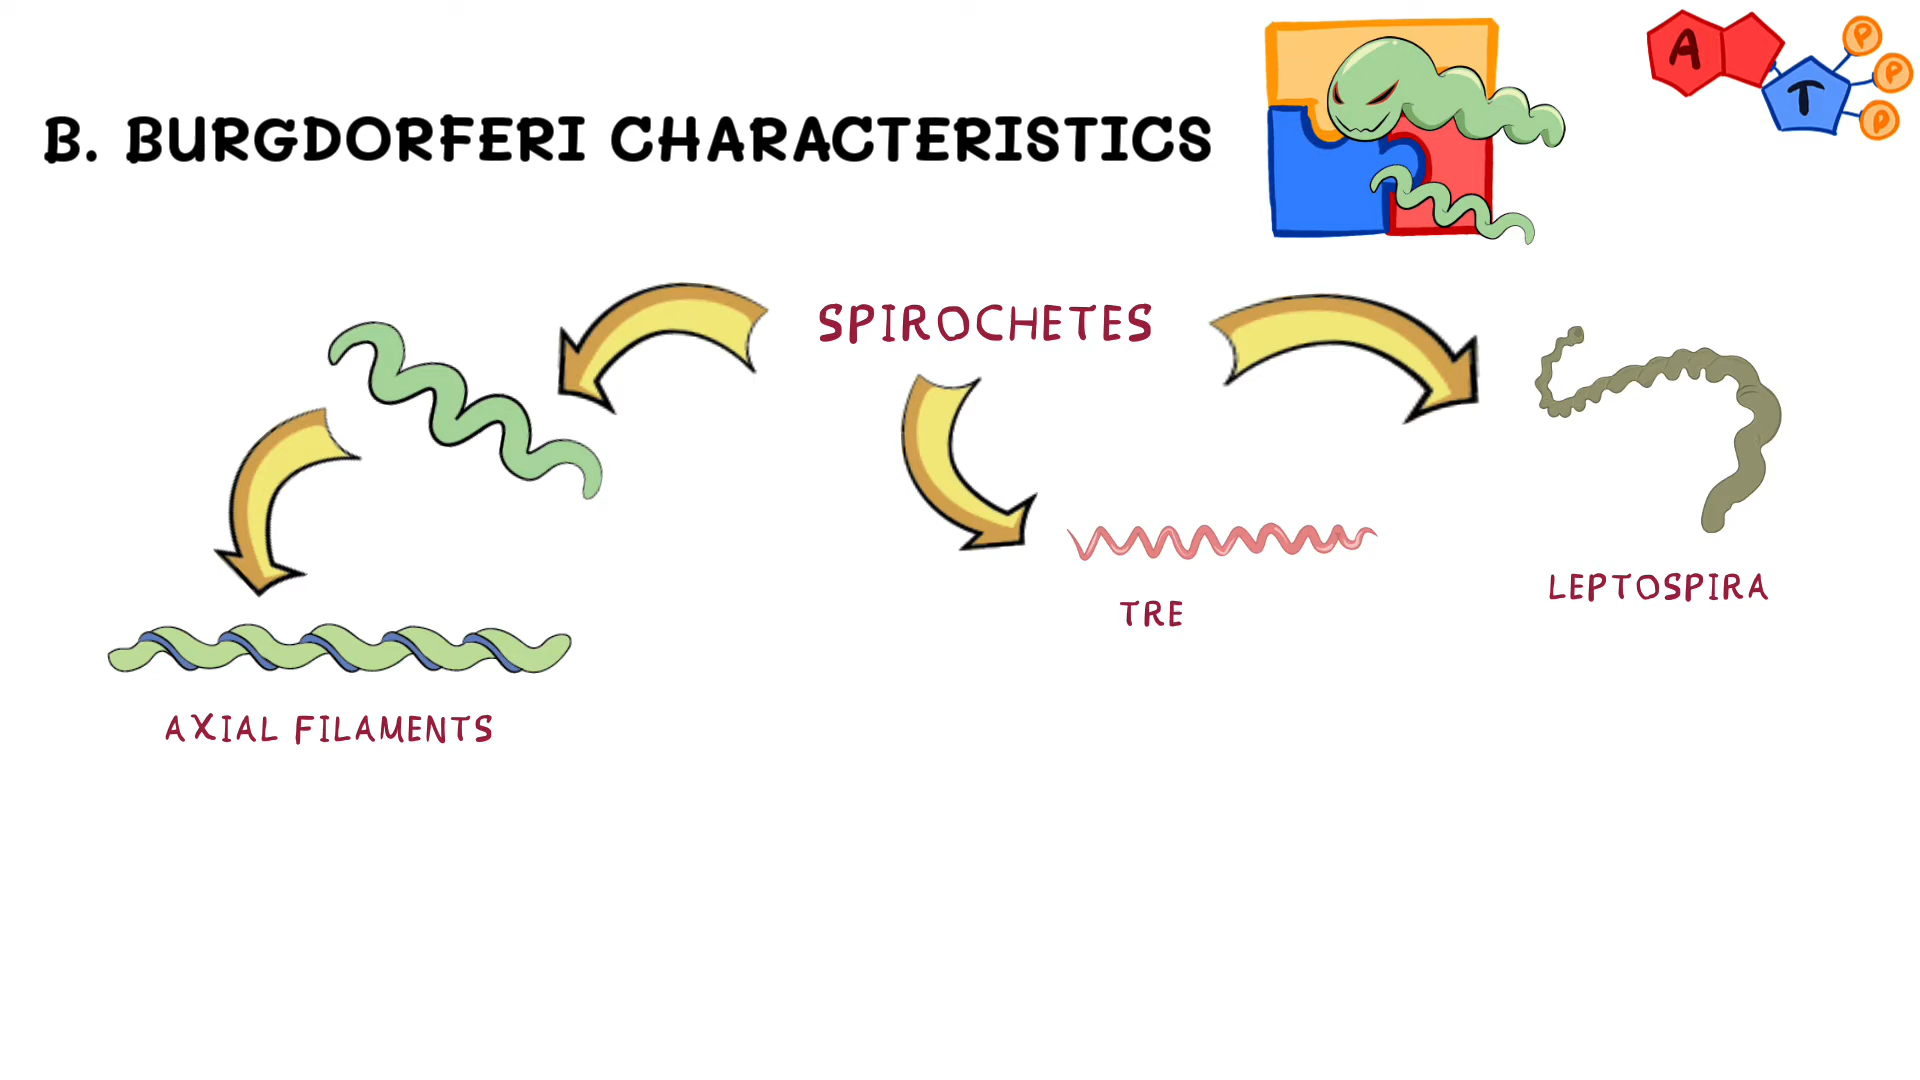 B. BURGDORFERI CHARACTERISTICS
A T P P P
SPIROCHETES
TRE
LEPTOSPIRA
AXIAL FILAMENTS